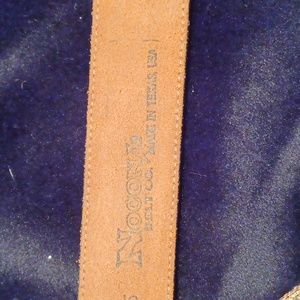 NOCONA
BELT CO.
MADE IN TEXAS, USA